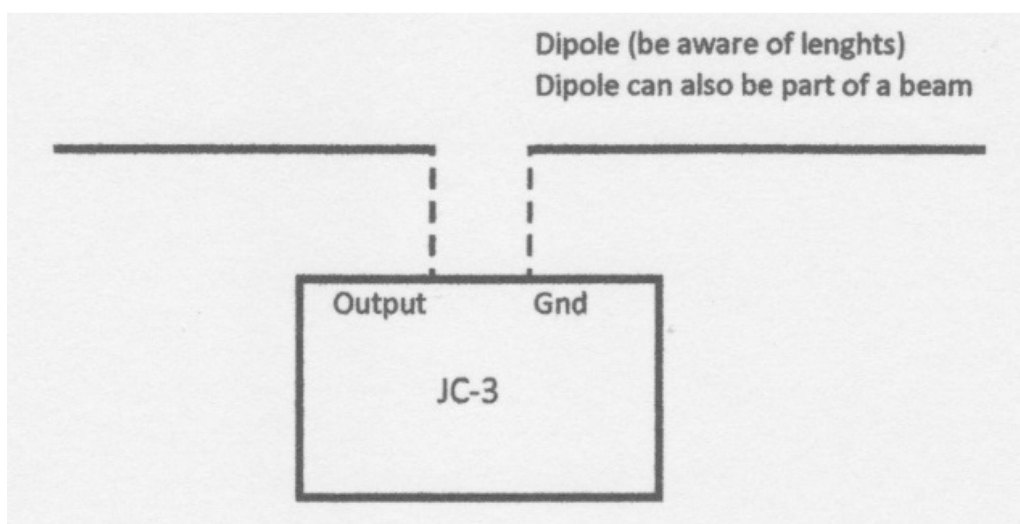 Dipole (be aware of lenghts)
Dipole can also be part of a beam
Output Gnd
JC-3